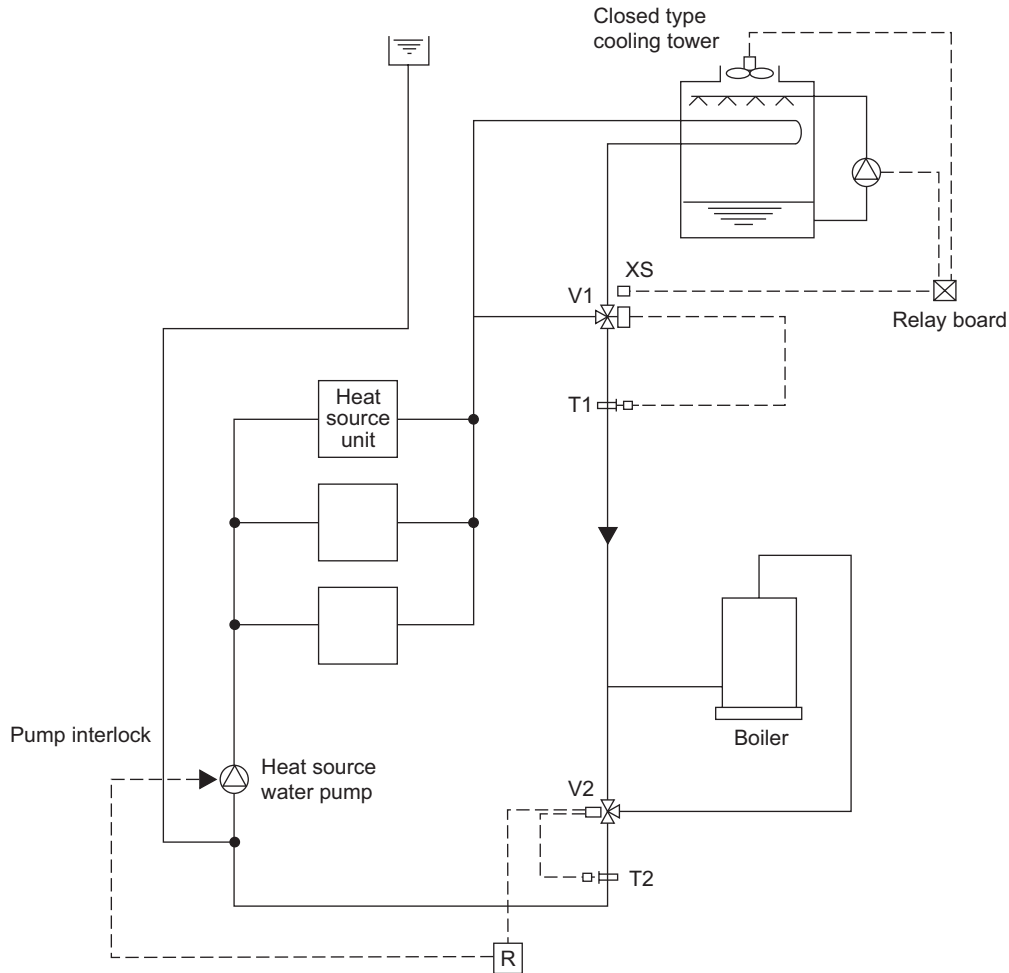 Closed type
cooling tower
XS
V1
Relay board
T1
Heat
source
unit
Boiler
Pump interlock
Heat source
water pump
V2
T2
R